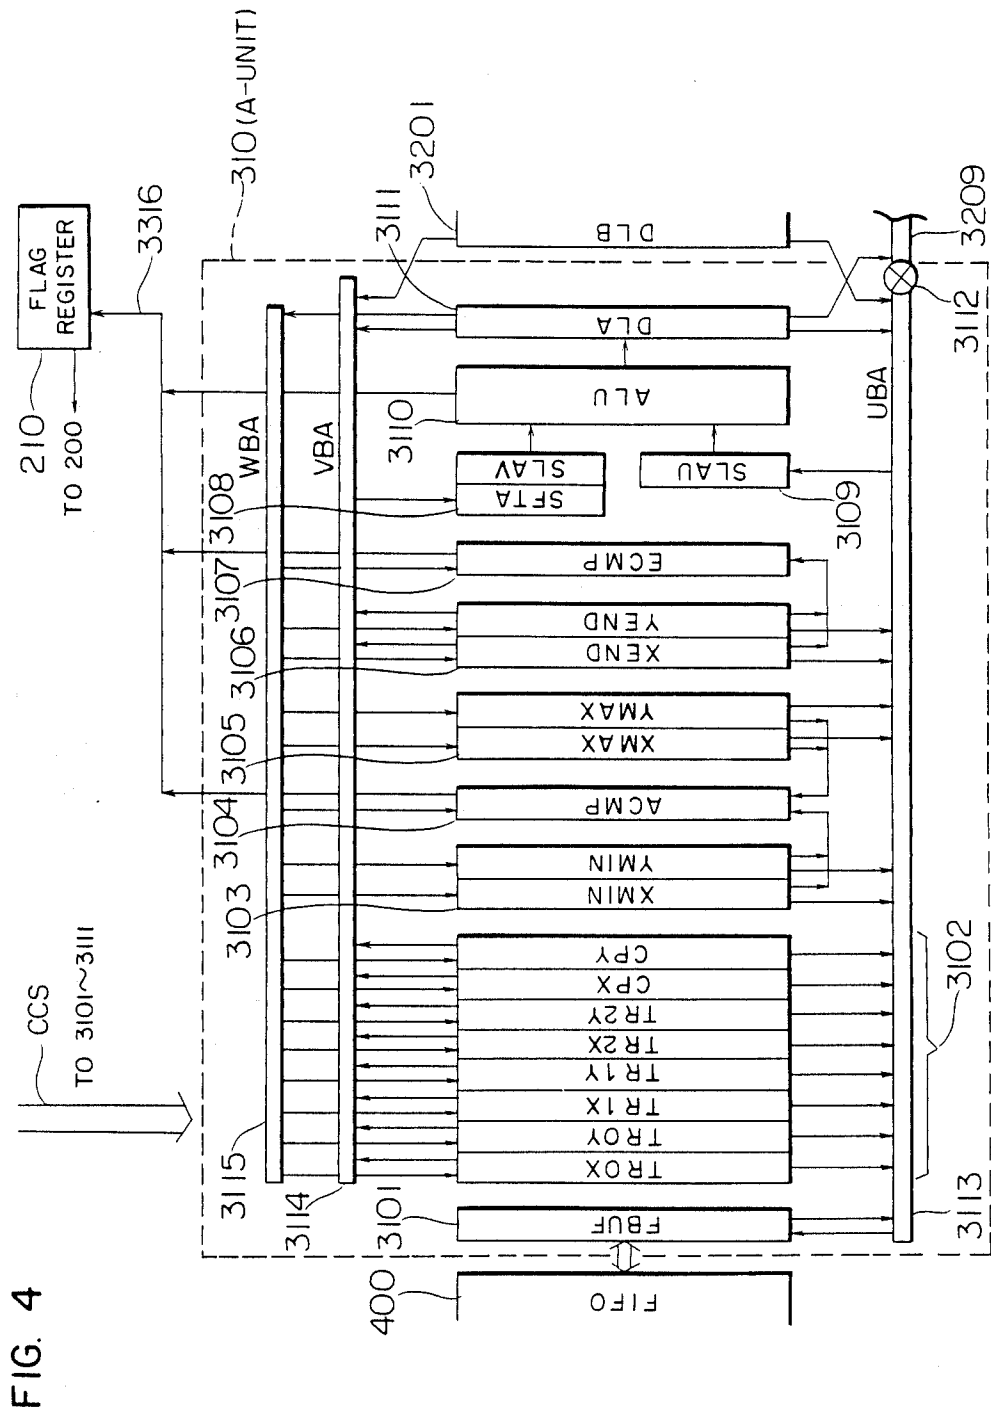 FIG. 4
CCS
TO 3101~3111
FLAG
REGISTER
210
TO 200
3316
310 (A-UNIT)
3115
WBA
3114
VBA
3101
3103
3104
3105
3106
3107
3108
3110
3111
3201
400
FIFO
FBUF
TR0X
TR0Y
TR1X
TR1Y
TR2X
TR2Y
CPX
CPY
XMIN
YMIN
ACMP
XMAX
YMAX
XEND
YEND
ECMP
SFTA
SLAV
SLAU
ALU
DLA
DLB
3109
UBA
3113
3102
3112
3209